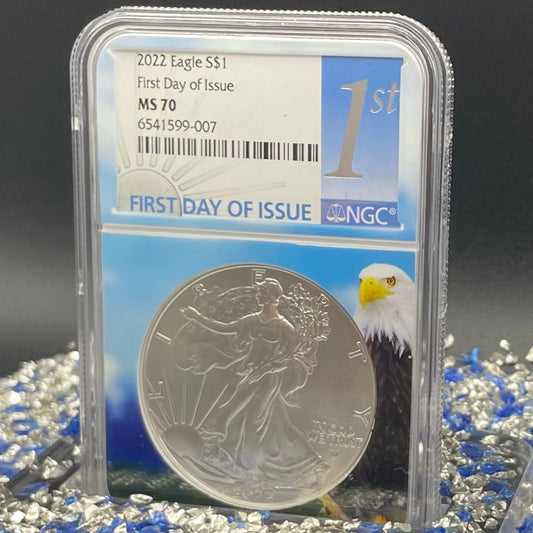 2022 Eagle S$1
First Day of Issue
MS 70
6541599-007
1st
FIRST DAY OF ISSUE
NGC®
LIBERTY
IN GOD
WE TRUST
2022